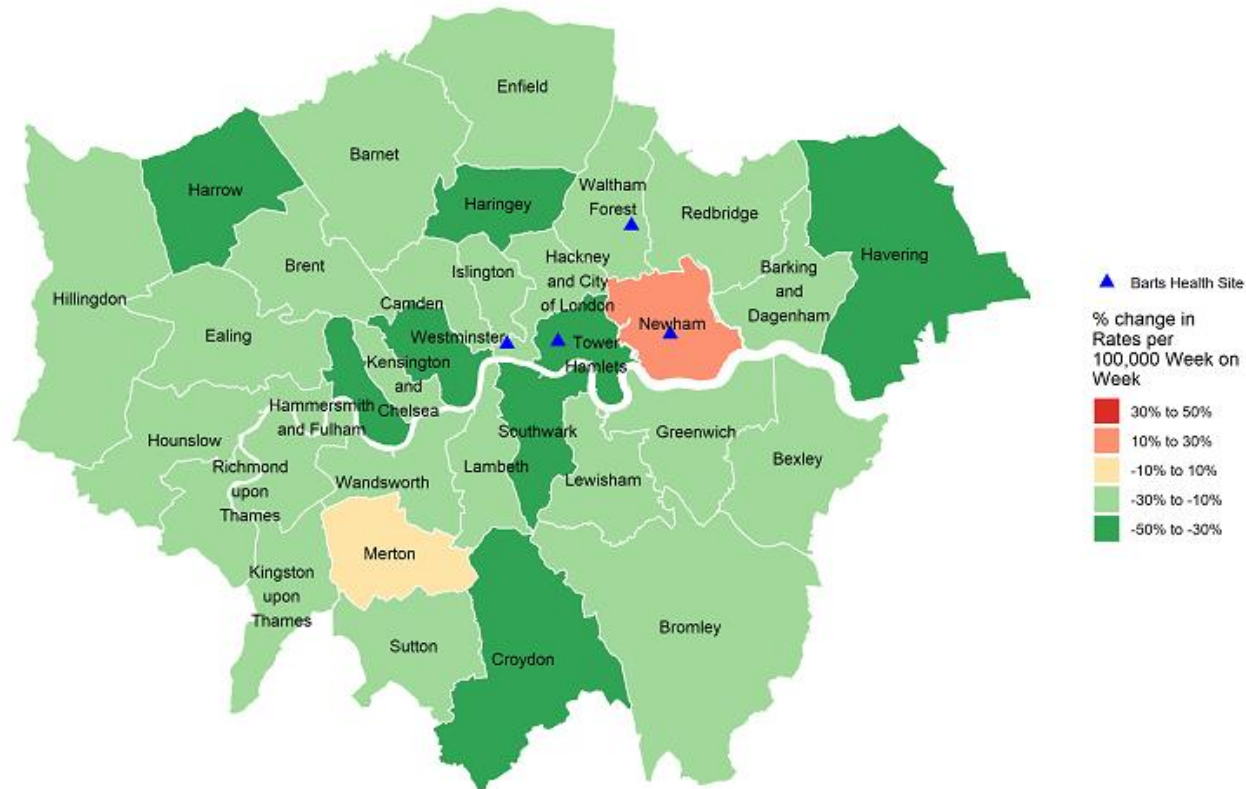 Enfield
Barnet
Harrow
Haringey
Waltham
Forest
Redbridge
Havering
Brent
Islington
Hackney
and City
of London
Barking
and
Dagenham
Hillingdon
Ealing
Camden
Westminster
Kensington
and
Chelsea
Tower
Hamlets
Newham
Hammersmith
and Fulham
Hounslow
Richmond
upon
Thames
Wandsworth
Lambeth
Southwark
Lewisham
Greenwich
Bexley
Merton
Kingston
upon
Thames
Sutton
Croydon
Bromley
Barts Health Site
% change in
Rates per
100,000 Week on
Week
30% to 50%
10% to 30%
-10% to 10%
-30% to -10%
-50% to -30%